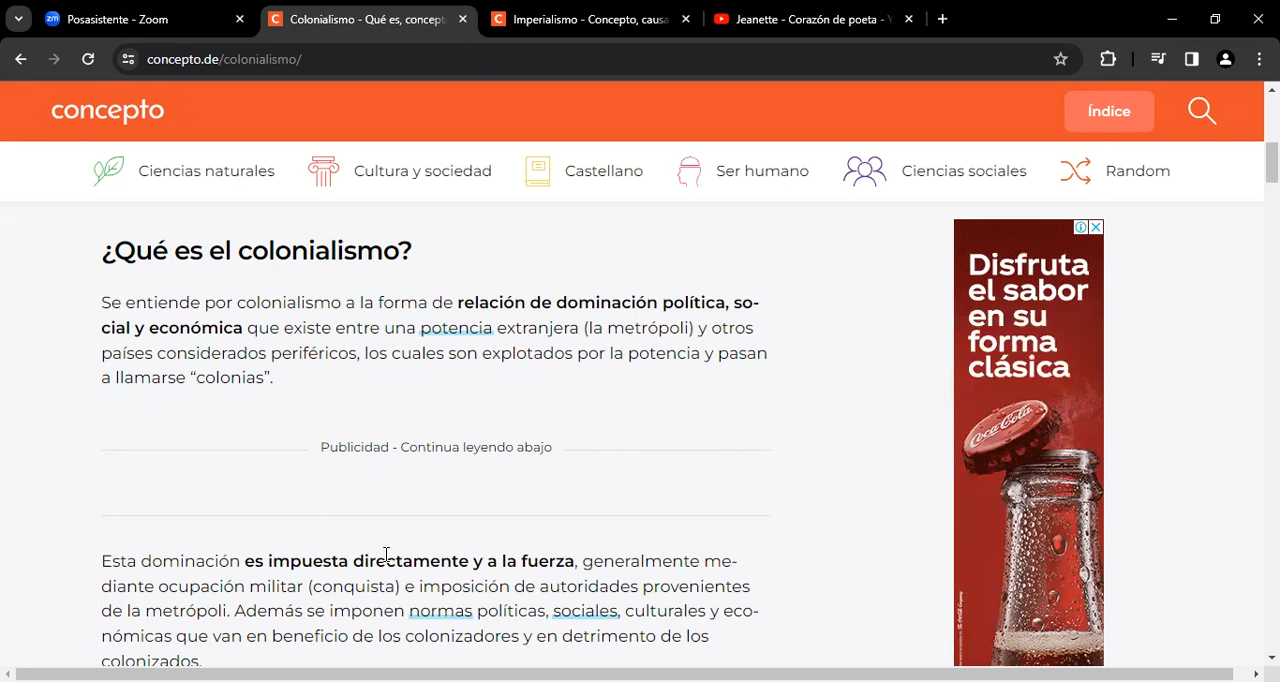 Posasistente - Zoom
Colonialismo - Qué es, concept
Imperialismo - Concepto, causa
Jeanette - Corazón de poeta -
concepto.de/colonialismo/
concepto
Índice
Ciencias naturales
Cultura y sociedad
Castellano
Ser humano
Ciencias sociales
Random
¿Qué es el colonialismo?
Se entiende por colonialismo a la forma de relación de dominación política, so-
cial y económica que existe entre una potencia extranjera (la metrópoli) y otros
países considerados periféricos, los cuales son explotados por la potencia y pasan
a llamarse “colonias”.
Publicidad - Continua leyendo abajo
Esta dominación es impuesta directamente y a la fuerza, generalmente me-
diante ocupación militar (conquista) e imposición de autoridades provenientes
de la metrópoli. Además se imponen normas políticas, sociales, culturales y eco-
nómicas que van en beneficio de los colonizadores y en detrimento de los
colonizados.
Disfruta
el sabor
en su
forma
clásica
Coca-Cola